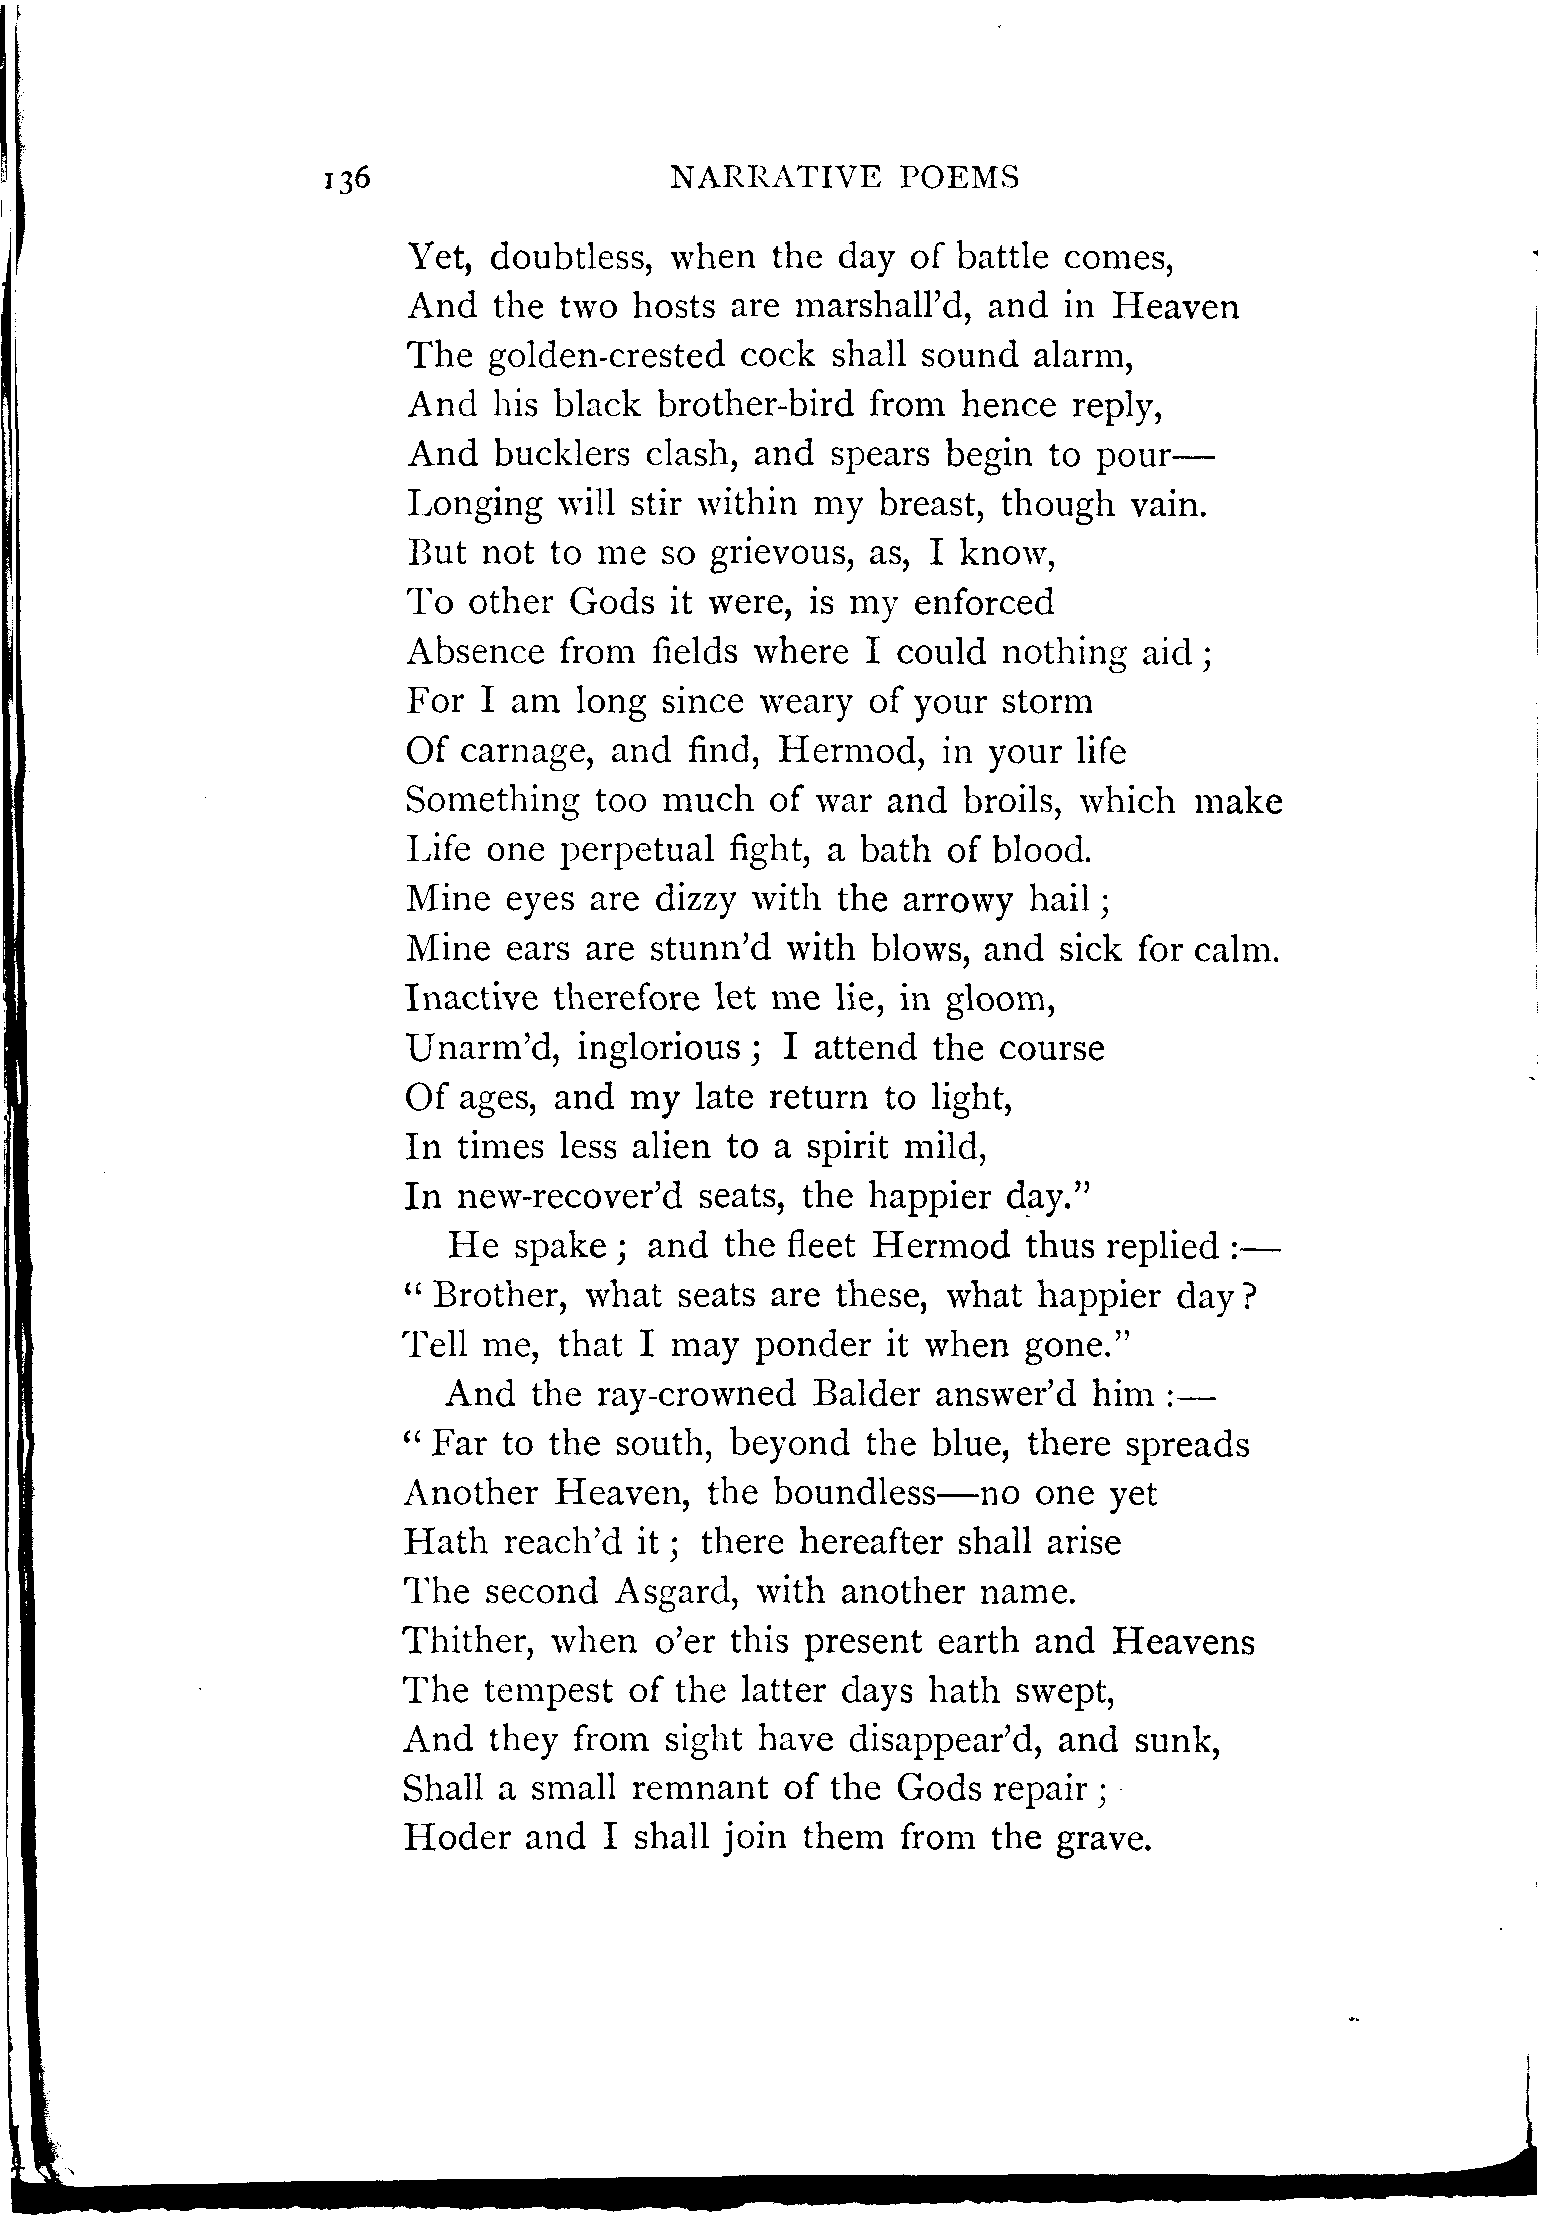 136 NARRATIVE POEMS
Yet, doubtless, when the day of battle comes,
And the two hosts are marshall’d, and in Heaven
The golden-crested cock shall sound alarm,
And his black brother-bird from hence reply,
And bucklers clash, and spears begin to pour—
Longing will stir within my breast, though vain.
But not to me so grievous, as, I know,
To other Gods it were, is my enforced
Absence from fields where I could nothing aid ;
For I am long since weary of your storm
Of carnage, and find, Hermod, in your life
Something too much of war and broils, which make
Life one perpetual fight, a bath of blood.
Mine eyes are dizzy with the arrowy hail ;
Mine ears are stunn’d with blows, and sick for calm.
Inactive therefore let me lie, in gloom,
Unarm’d, inglorious ; I attend the course
Of ages, and my late return to light,
In times less alien to a spirit mild,
In new-recover’d seats, the happier day.”
He spake ; and the fleet Hermod thus replied :—
“ Brother, what seats are these, what happier day ?
Tell me, that I may ponder it when gone.”
And the ray-crowned Balder answer’d him :—
“ Far to the south, beyond the blue, there spreads
Another Heaven, the boundless—no one yet
Hath reach’d it ; there hereafter shall arise
The second Asgard, with another name.
Thither, when o’er this present earth and Heavens
The tempest of the latter days hath swept,
And they from sight have disappear’d, and sunk,
Shall a small remnant of the Gods repair ;
Hoder and I shall join them from the grave.